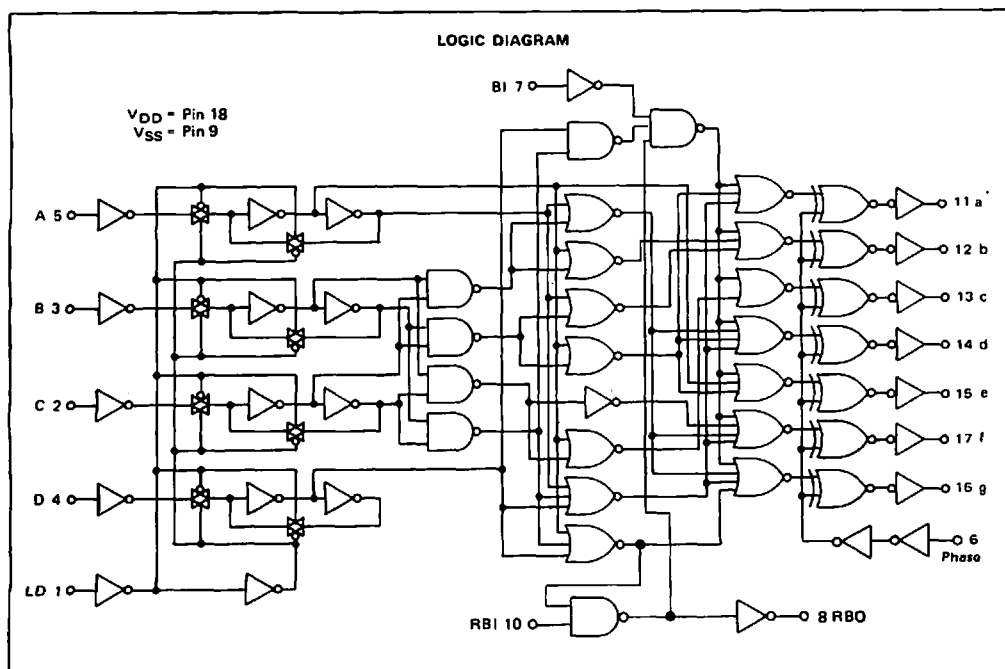 LOGIC DIAGRAM
BI 7
VDD = Pin 18
VSS = Pin 9
A 5
11 a
12 b
B 3
13 c
14 d
C 2
15 e
17 f
D 4
16 g
6
Phase
LD 1
RBI 10
8 RBO